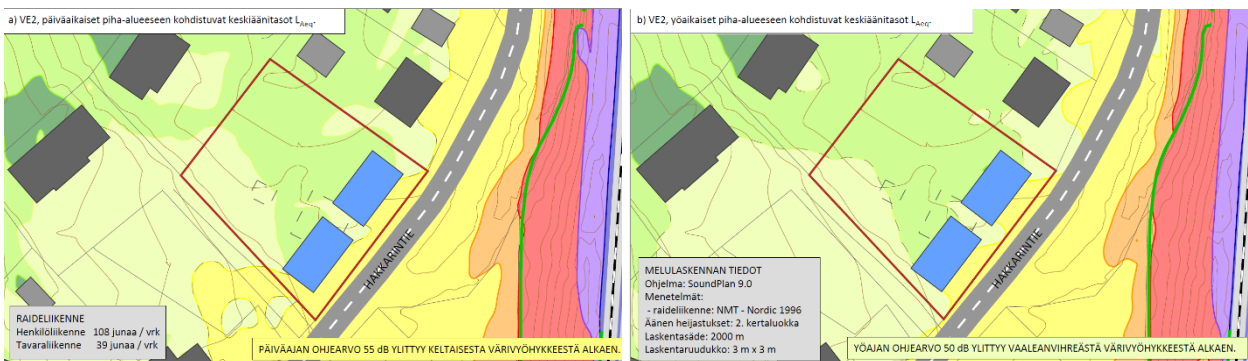 a) VE2, päiväaikaiset piha-alueeseen kohdistuvat keskiäänitasot LAeq.
HAKKARINTIE
RAIDELIIKENNE
Henkilöliikenne 108 junaa / vrk
Tavaraliikenne 39 junaa / vrk
PÄIVÄAJAN OHJEARVO 55 dB YLITTYY KELTAISESTA VÄRIVYÖHYKKEESTÄ ALKAEN.
b) VE2, yöaikaiset piha-alueeseen kohdistuvat keskiäänitasot LAeq.
HAKKARINTIE
MELULASKENNAN TIEDOT
Ohjelma: SoundPlan 9.0
Menetelmät:
- raideliikenne: NMT - Nordic 1996
Äänen heijastukset: 2. kertaluokka
Laskentasäde: 2000 m
Laskentaruudukko: 3 m x 3 m
YÖAJAN OHJEARVO 50 dB YLITTYY VAALEANVIHREÄSTÄ VÄRIVYÖHYKKEESTÄ ALKAEN.